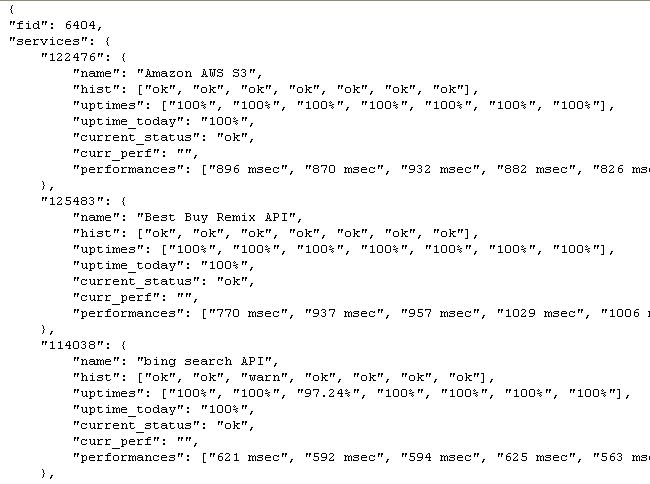 {
"fid": 6404,
"services": {
"122476": {
"name": "Amazon AWS S3",
"hist": ["ok", "ok", "ok", "ok", "ok", "ok", "ok"],
"uptimes": ["100%", "100%", "100%", "100%", "100%", "100%", "100%"],
"uptime_today": "100%",
"current_status": "ok",
"curr_perf": "",
"performances": ["896 msec", "870 msec", "932 msec", "882 msec", "826 ms
},
"125483": {
"name": "Best Buy Remix API",
"hist": ["ok", "ok", "ok", "ok", "ok", "ok", "ok"],
"uptimes": ["100%", "100%", "100%", "100%", "100%", "100%", "100%"],
"uptime_today": "100%",
"current_status": "ok",
"curr_perf": "",
"performances": ["770 msec", "937 msec", "957 msec", "1029 msec", "1006 m
},
"114038": {
"name": "bing search API",
"hist": ["ok", "ok", "warn", "ok", "ok", "ok", "ok"],
"uptimes": ["100%", "100%", "97.24%", "100%", "100%", "100%", "100%"],
"uptime_today": "100%",
"current_status": "ok",
"curr_perf": "",
"performances": ["621 msec", "592 msec", "594 msec", "625 msec", "563 ms
},